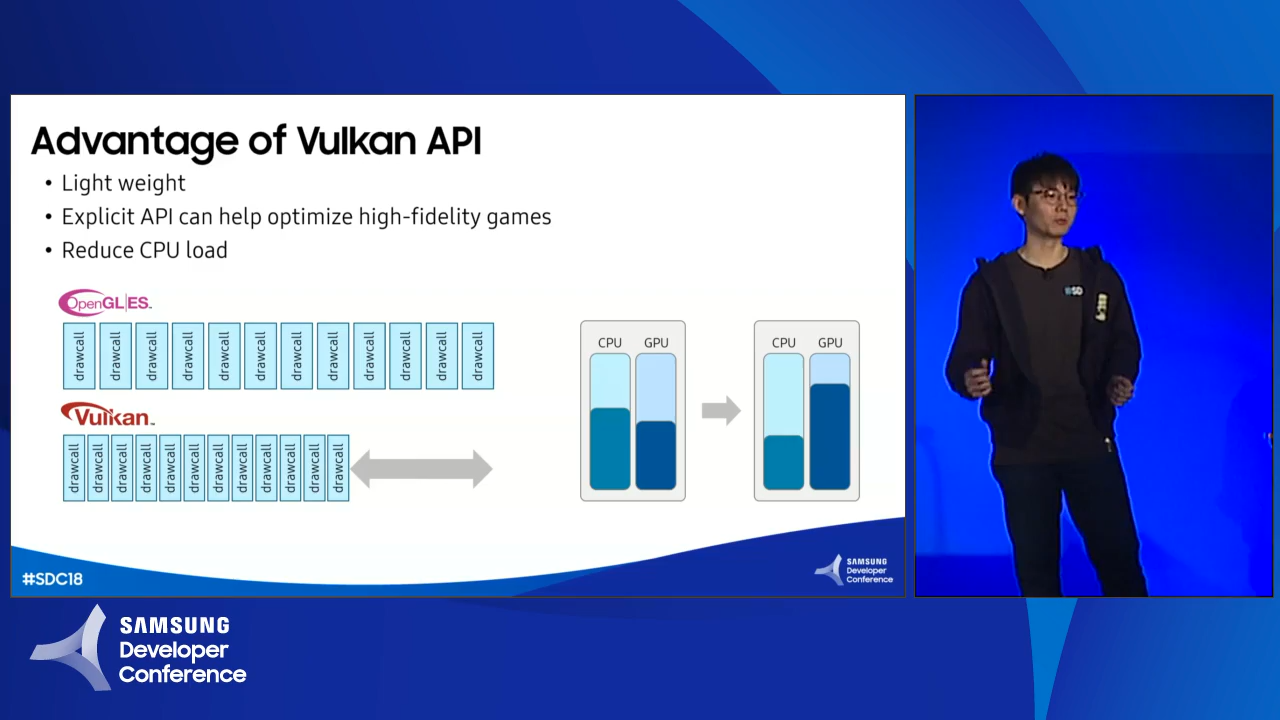 Advantage of Vulkan API
• Light weight
• Explicit API can help optimize high-fidelity games
• Reduce CPU load
OpenGL|ES™
drawcall drawcall drawcall drawcall drawcall drawcall drawcall drawcall drawcall drawcall drawcall drawcall
Vulkan™
drawcall drawcall drawcall drawcall drawcall drawcall drawcall drawcall drawcall drawcall drawcall drawcall
CPU GPU
CPU GPU
#SDC18
SAMSUNG
Developer
Conference
SAMSUNG
Developer
Conference